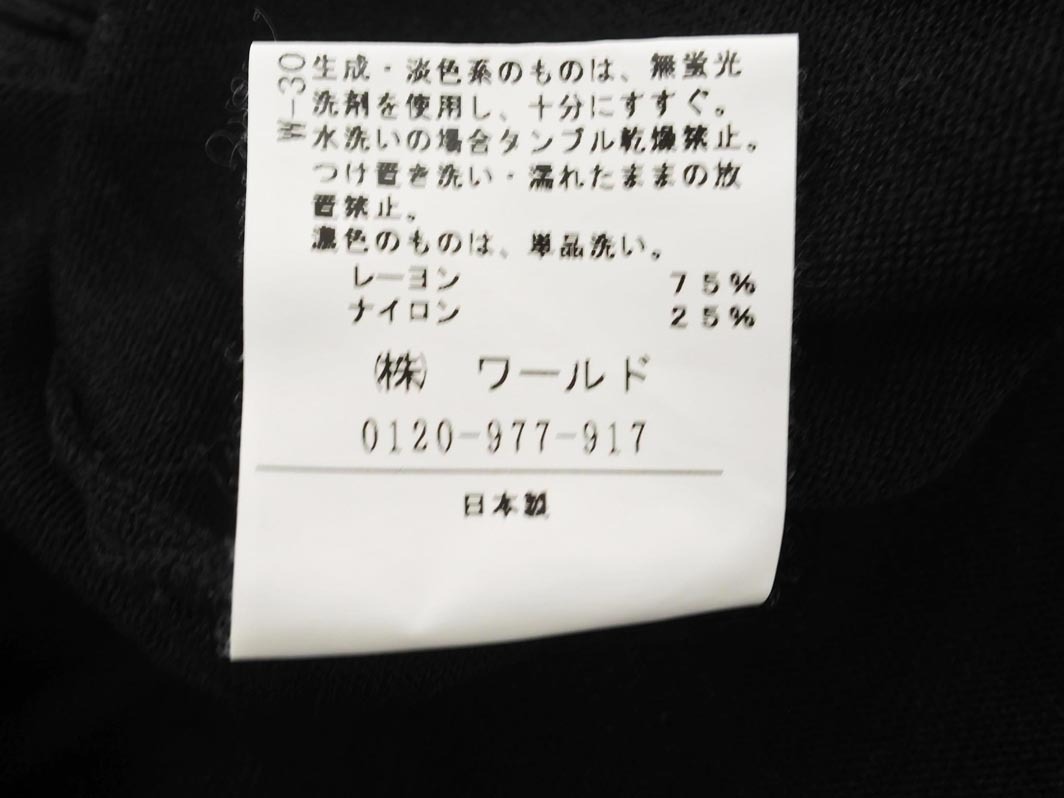 W-30
生成・淡色系のものは、無蛍光
洗剤を使用し、十分にすすぐ。
水洗いの場合タンブル乾燥禁止。
つけ置き洗い・濡れたままの放
置禁止。
濃色のものは、単品洗い。
レーヨン 75%
ナイロン 25%
㈱ ワールド
0120-977-917
日本製